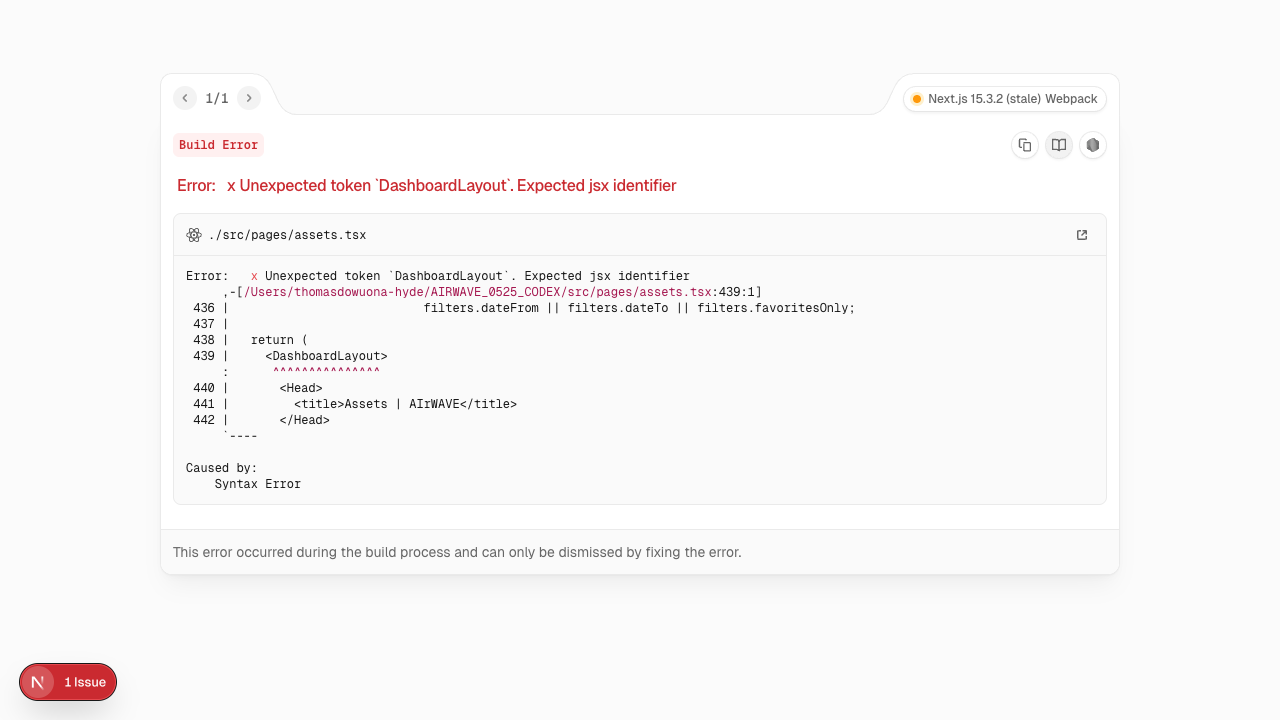 1/1
Next.js 15.3.2 (stale) Webpack
Build Error
Error: x Unexpected token `DashboardLayout`. Expected jsx identifier
./src/pages/assets.tsx
Error:   x Unexpected token `DashboardLayout`. Expected jsx identifier
     ,-[/Users/thomasdowuona-hyde/AIRWAVE_0525_CODEX/src/pages/assets.tsx:439:1]
 436 |                           filters.dateFrom || filters.dateTo || filters.favoritesOnly;
 437 |
 438 |   return (
 439 |     <DashboardLayout>
     :      ^^^^^^^^^^^^^^^
 440 |       <Head>
 441 |         <title>Assets | AIrWAVE</title>
 442 |       </Head>
     `----
Caused by:
    Syntax Error
This error occurred during the build process and can only be dismissed by fixing the error.
N 1 Issue